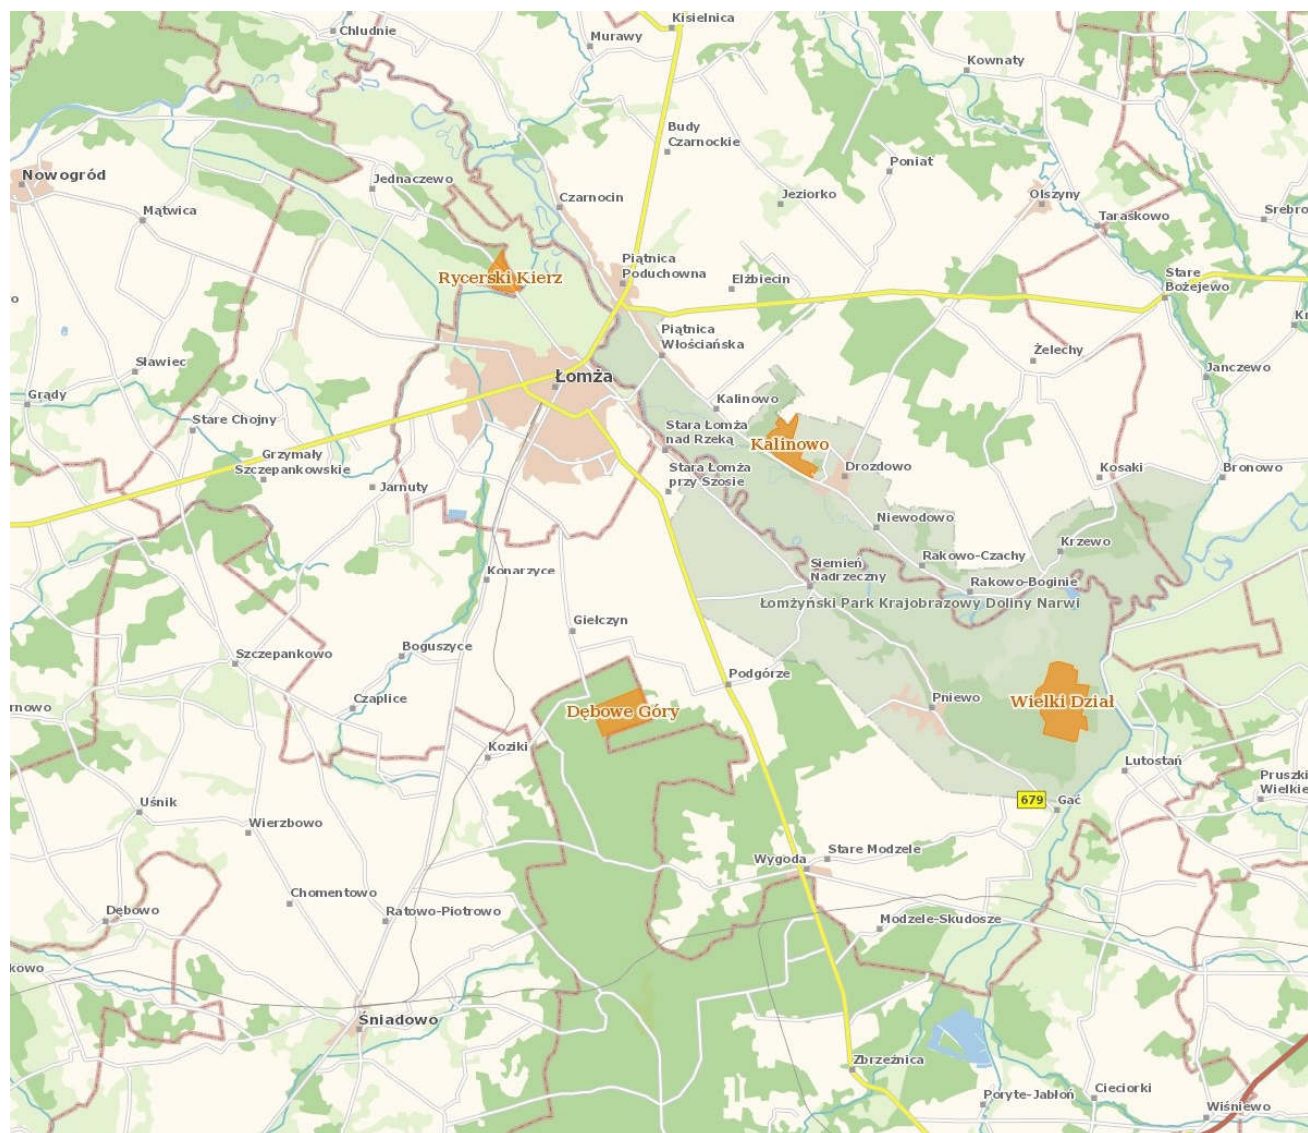 Kisielnica
Chludnie
Murawy
Kownaty
Budy
Czarnockie
Poniat
Nowogród
Jednaczewo
Czarnocin
Jeziorko
Olszyny
Mątwica
Taraskowo
Srebro
Piątnica
Poduchowna
Rycerski Kierz
Elżbiecin
Stare
Bożejewo
o
Kr
Piątnica
Włościańska
Żelechy
Sławiec
Łomża
Janczewo
Grądy
Kalinowo
Stare Chojny
Stara Łomża
nad Rzeką
Kalinowo
Grzymały
Szczepankowskie
Stara Łomża
przy Szosie
Drozdowo
Kosaki
Bronowo
Jarnuty
Niewodowo
Krzewo
Rakowo-Czachy
Siemień
Nadrzeczny
Konarzyce
Rakowo-Boginie
Łomżyński Park Krajobrazowy Doliny Narwi
Giełczyn
Boguszyce
Szczepankowo
Podgórze
Czaplice
Pniewo
Wielki Dział
rnowo
Dębowe Góry
Koziki
Lutostań
Pruszki
Wielkie
Uśnik
679
Gać
Wierzbowo
Stare Modzele
Wygoda
Chomentowo
Dębowo
Ratowo-Piotrowo
Modzele-Skudosze
kowo
Śniadowo
Zbrzeźnica
Poryte-Jabłoń
Cieciorki
Wiśniewo